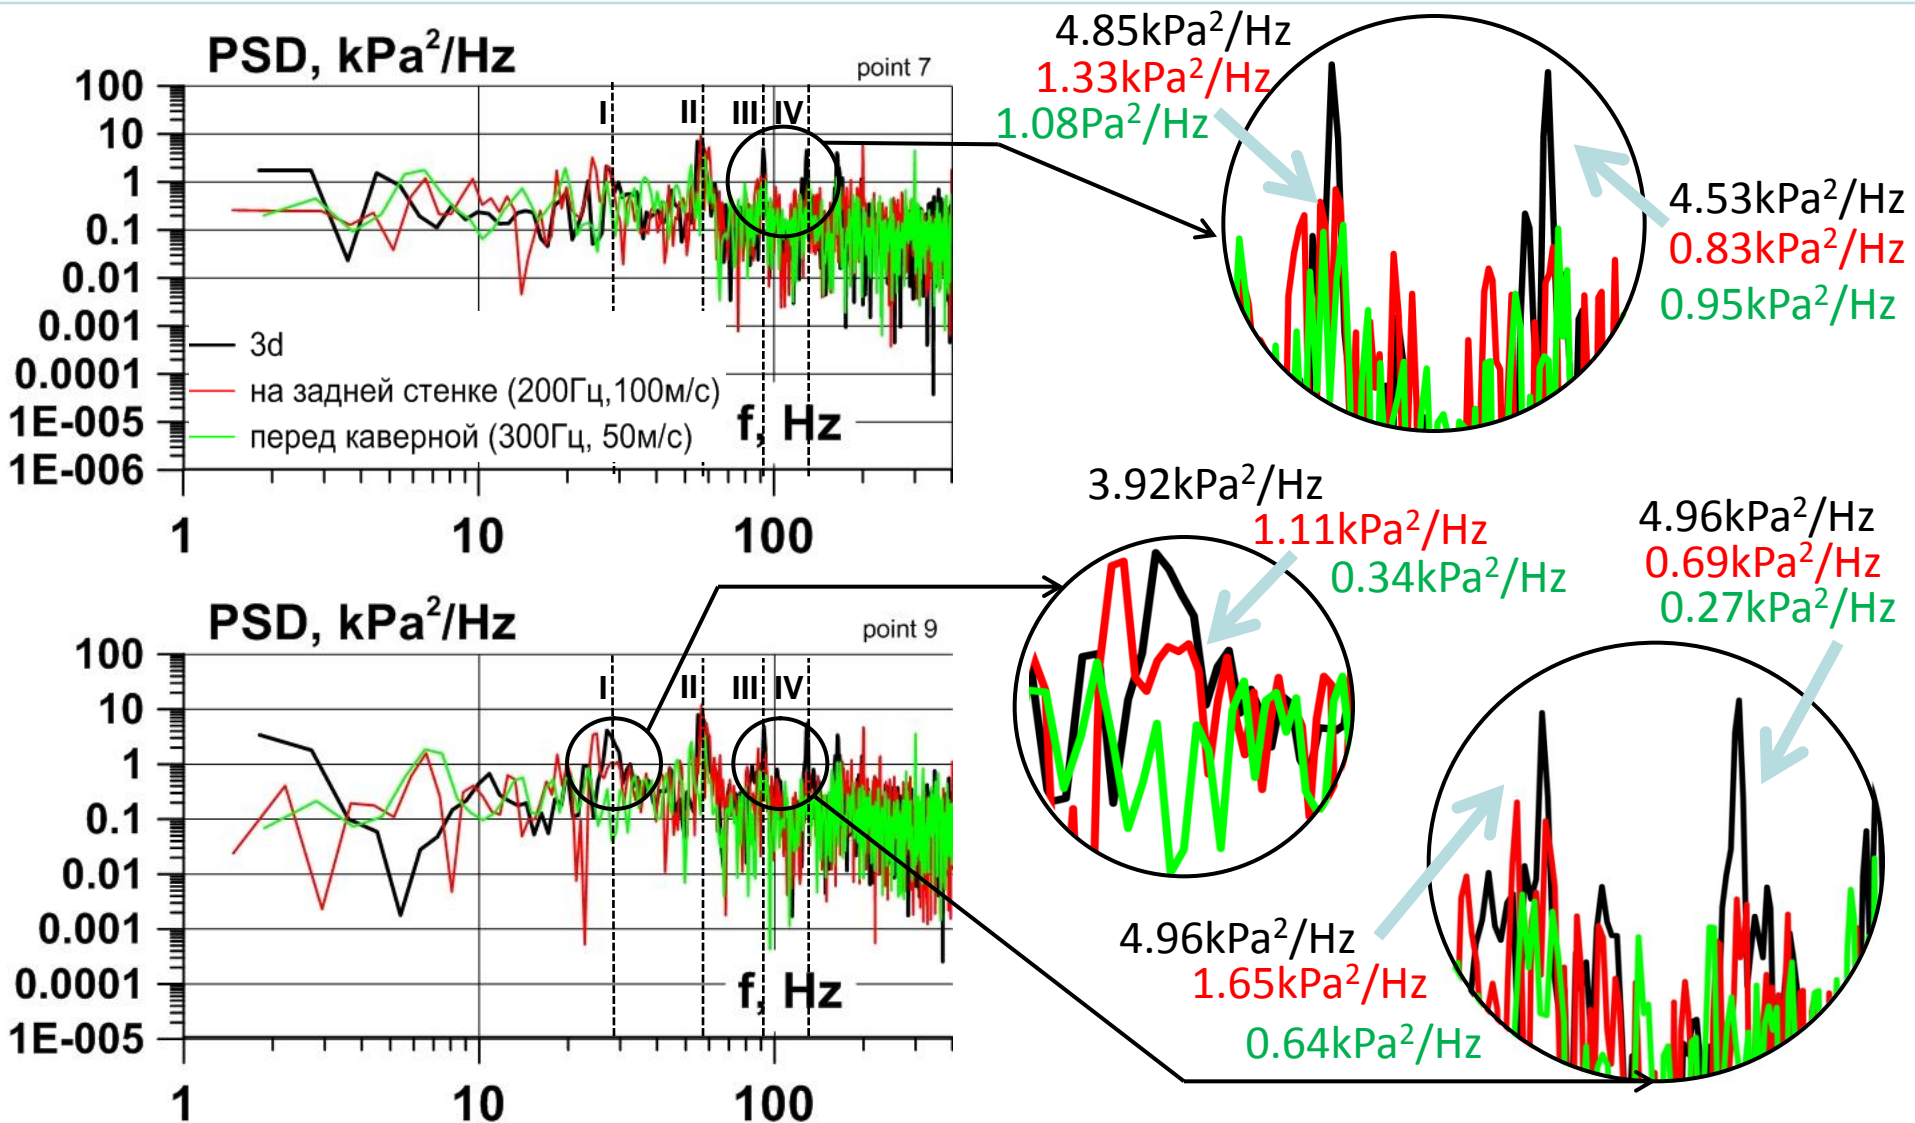 PSD, kPa²/Hz
point 7
100
10
1
0.1
0.01
0.001
0.0001
1E-005
1E-006
I II III IV
3d
на задней стенке (200Гц,100м/с)
перед каверной (300Гц, 50м/с)
f, Hz
1 10 100
4.85kPa²/Hz
1.33kPa²/Hz
1.08Pa²/Hz
4.53kPa²/Hz
0.83kPa²/Hz
0.95kPa²/Hz
PSD, kPa²/Hz
point 9
100
10
1
0.1
0.01
0.001
0.0001
1E-005
I II III IV
f, Hz
1 10 100
3.92kPa²/Hz
1.11kPa²/Hz
0.34kPa²/Hz
4.96kPa²/Hz
0.69kPa²/Hz
0.27kPa²/Hz
4.96kPa²/Hz
1.65kPa²/Hz
0.64kPa²/Hz